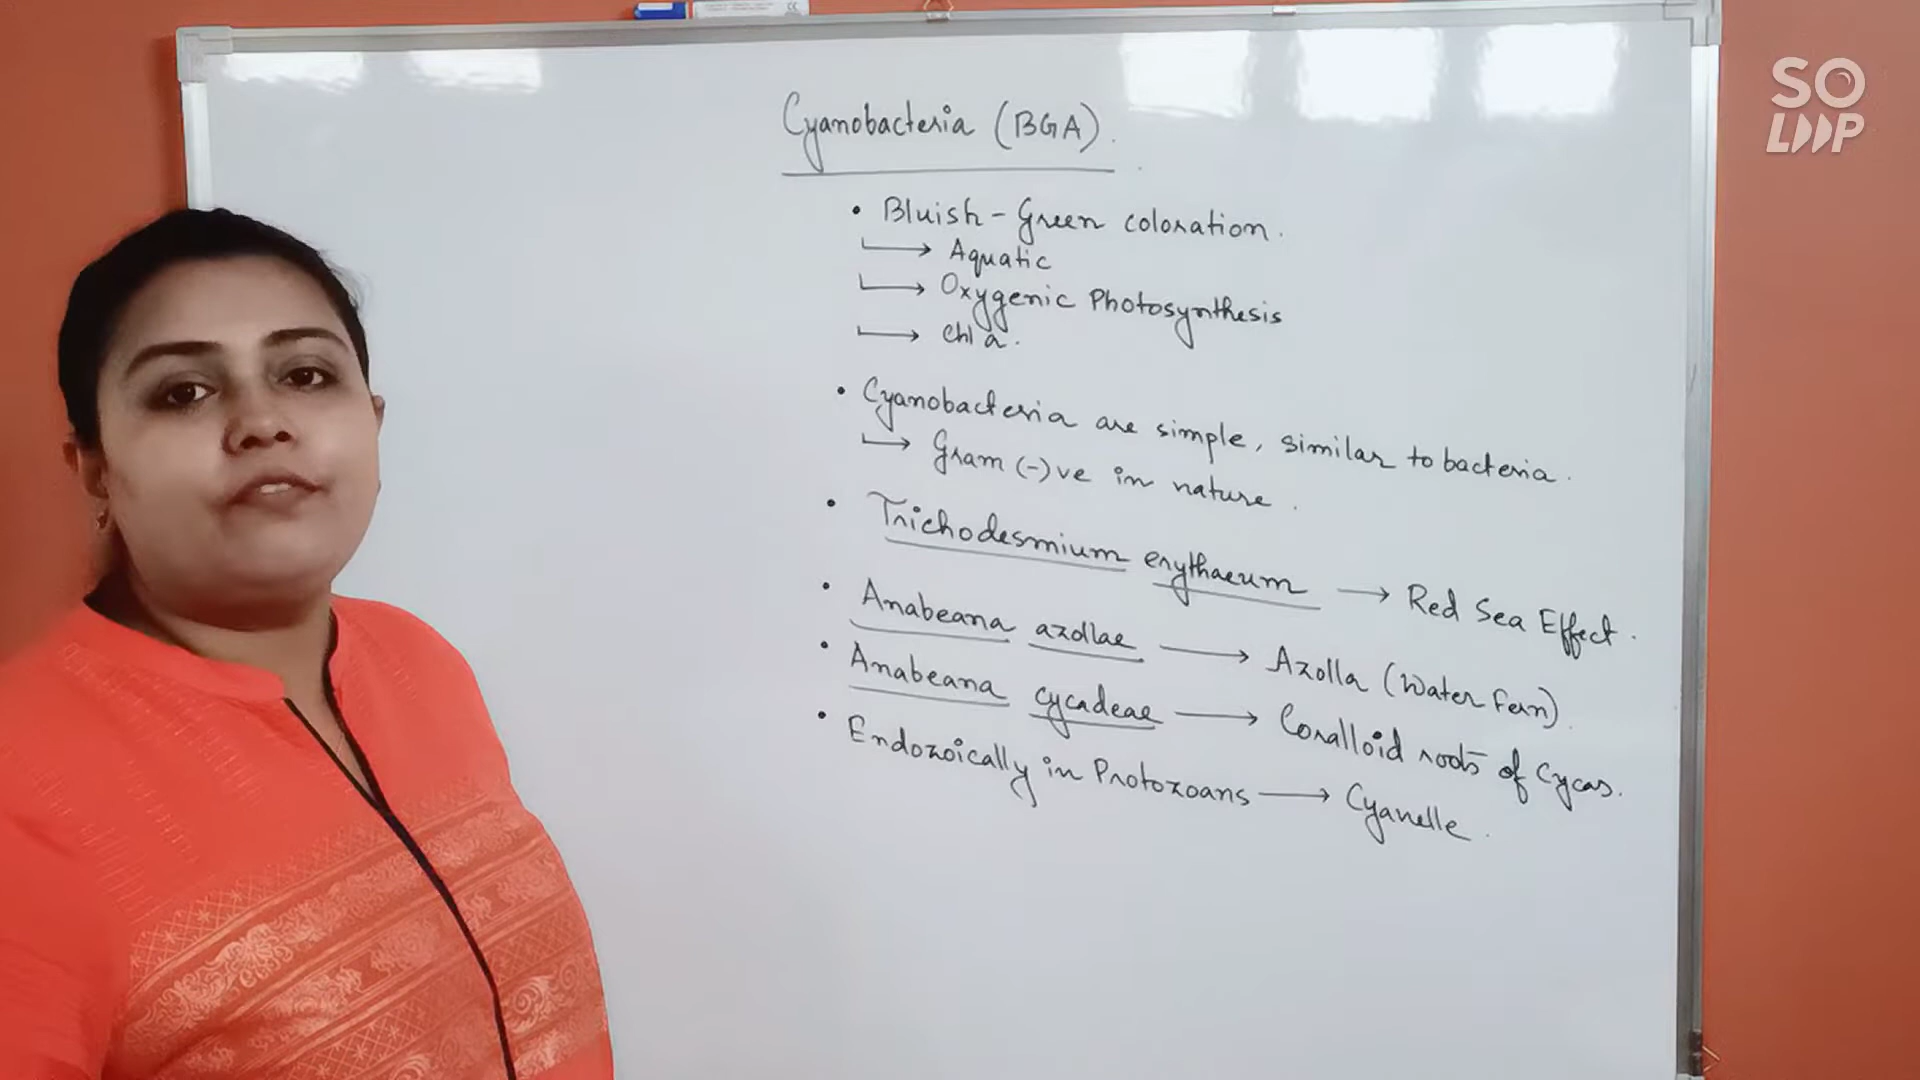 SO
LOOP
Cyanobacteria (BGA).
• Bluish-Green coloration.
→ Aquatic
→ Oxygenic Photosynthesis
→ Chl a.
• Cyanobacteria are simple, similar to bacteria.
→ Gram (-)ve in nature.
• Trichodesmium erythaeum → Red Sea Effect.
• Anabeana azollae → Azolla (Water Fern).
• Anabeana cycadeae → Coralloid roots of Cycas.
• Endozoically in Protozoans → Cyanelle.